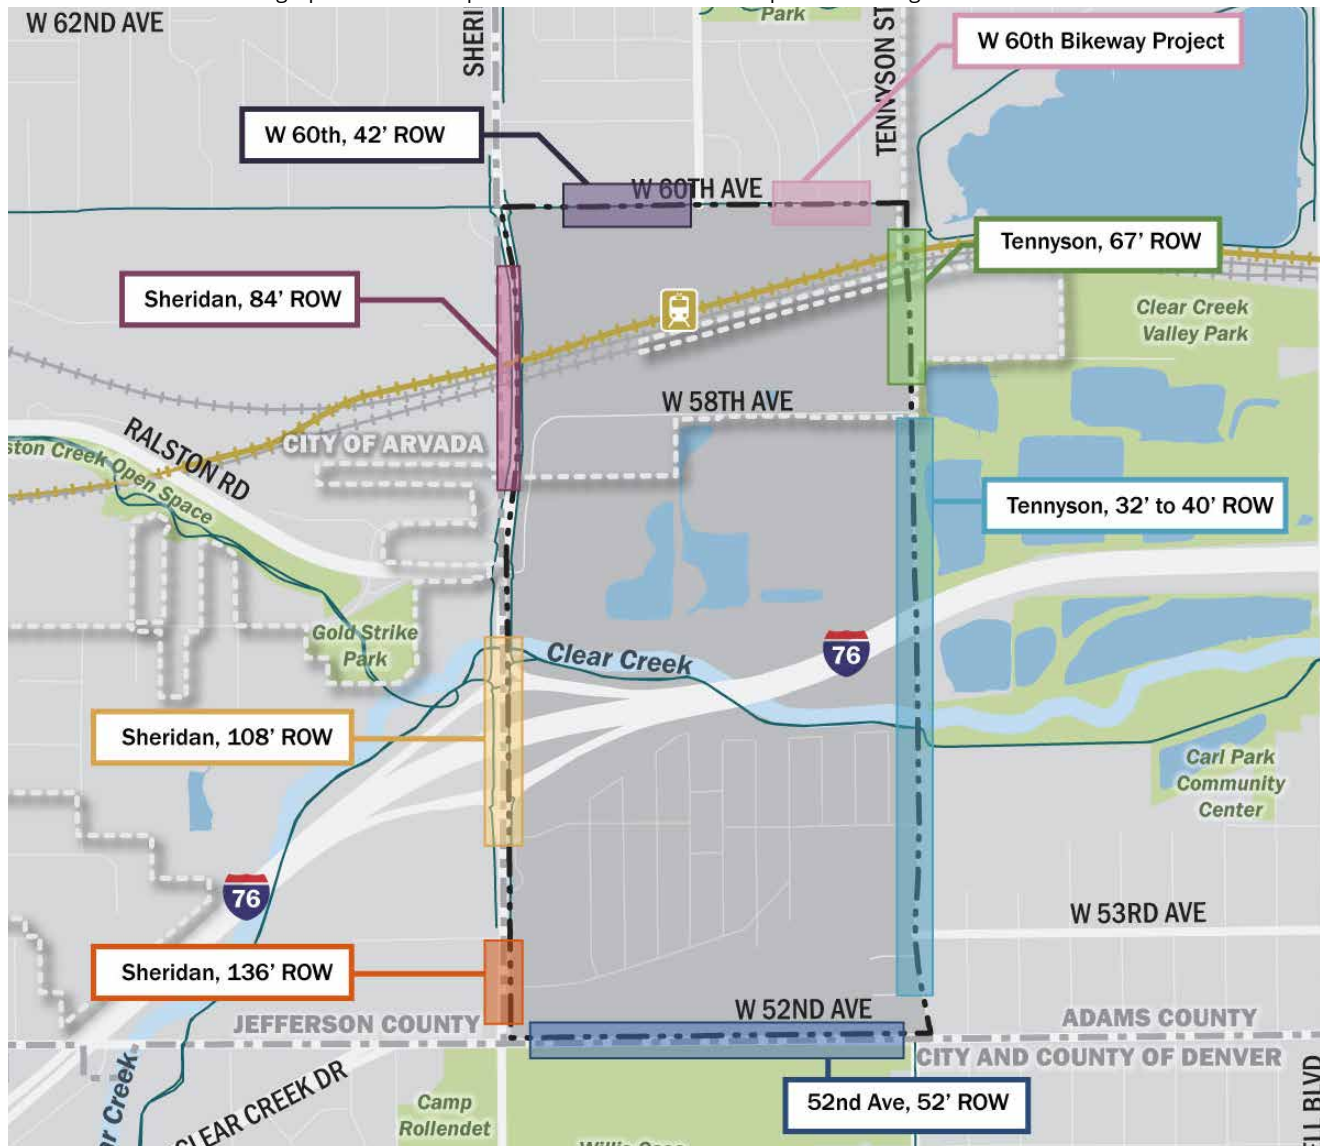 Park
W 62ND AVE
SHERI
TENNYSON ST
W 60th Bikeway Project
W 60th, 42’ ROW
W 60TH AVE
Tennyson, 67’ ROW
Sheridan, 84’ ROW
Clear Creek
Valley Park
W 58TH AVE
RALSTON RD
CITY OF ARVADA
ston Creek Open Space
Tennyson, 32’ to 40’ ROW
Gold Strike
Park
Clear Creek
76
Sheridan, 108’ ROW
Carl Park
Community
Center
76
W 53RD AVE
Sheridan, 136’ ROW
W 52ND AVE
JEFFERSON COUNTY
ADAMS COUNTY
CITY AND COUNTY OF DENVER
ar Creek
CLEAR CREEK DR
52nd Ave, 52’ ROW
Camp
Rollendet
ELL BLVD